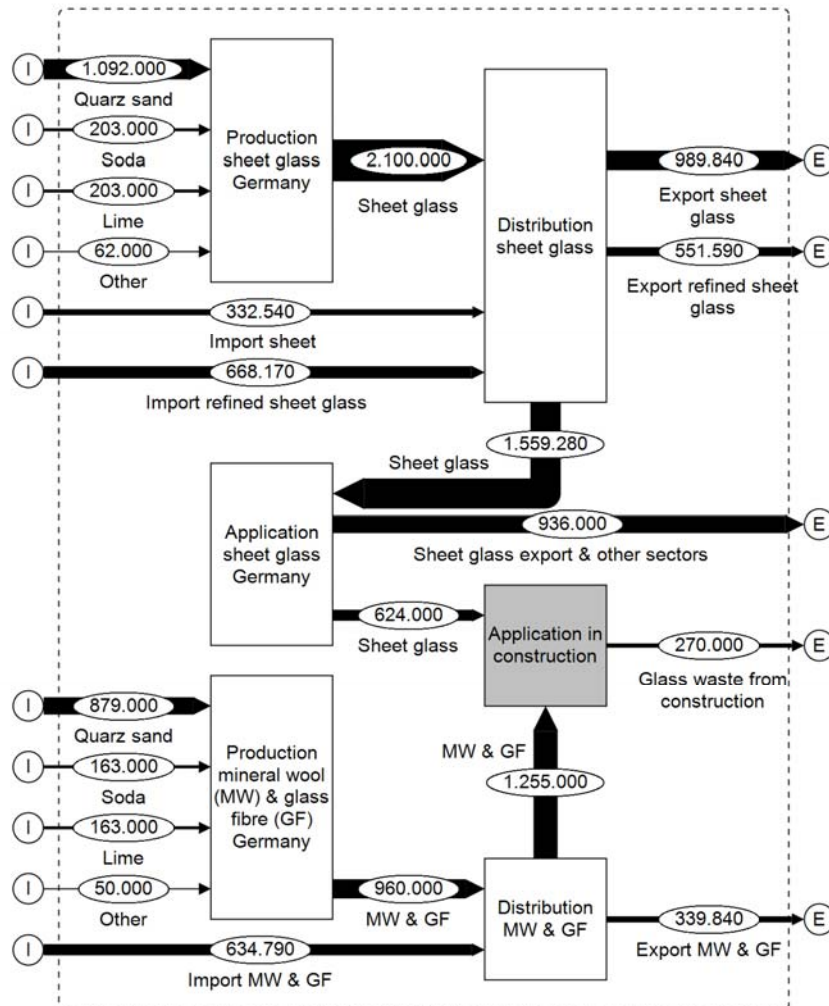 I
1.092.000
Quarz sand
I
203.000
Soda
I
203.000
Lime
I
62.000
Other
Production
sheet glass
Germany
2.100.000
Sheet glass
I
332.540
Import sheet
I
668.170
Import refined sheet glass
Distribution
sheet glass
989.840
E
Export sheet
glass
551.590
E
Export refined sheet
glass
1.559.280
Sheet glass
Application
sheet glass
Germany
936.000
E
Sheet glass export & other sectors
624.000
Sheet glass
Application in
construction
270.000
E
Glass waste from
construction
I
879.000
Quarz sand
I
163.000
Soda
I
163.000
Lime
I
50.000
Other
Production
mineral wool
(MW) & glass
fibre (GF)
Germany
MW & GF
1.255.000
960.000
MW & GF
I
634.790
Import MW & GF
Distribution
MW & GF
339.840
E
Export MW & GF